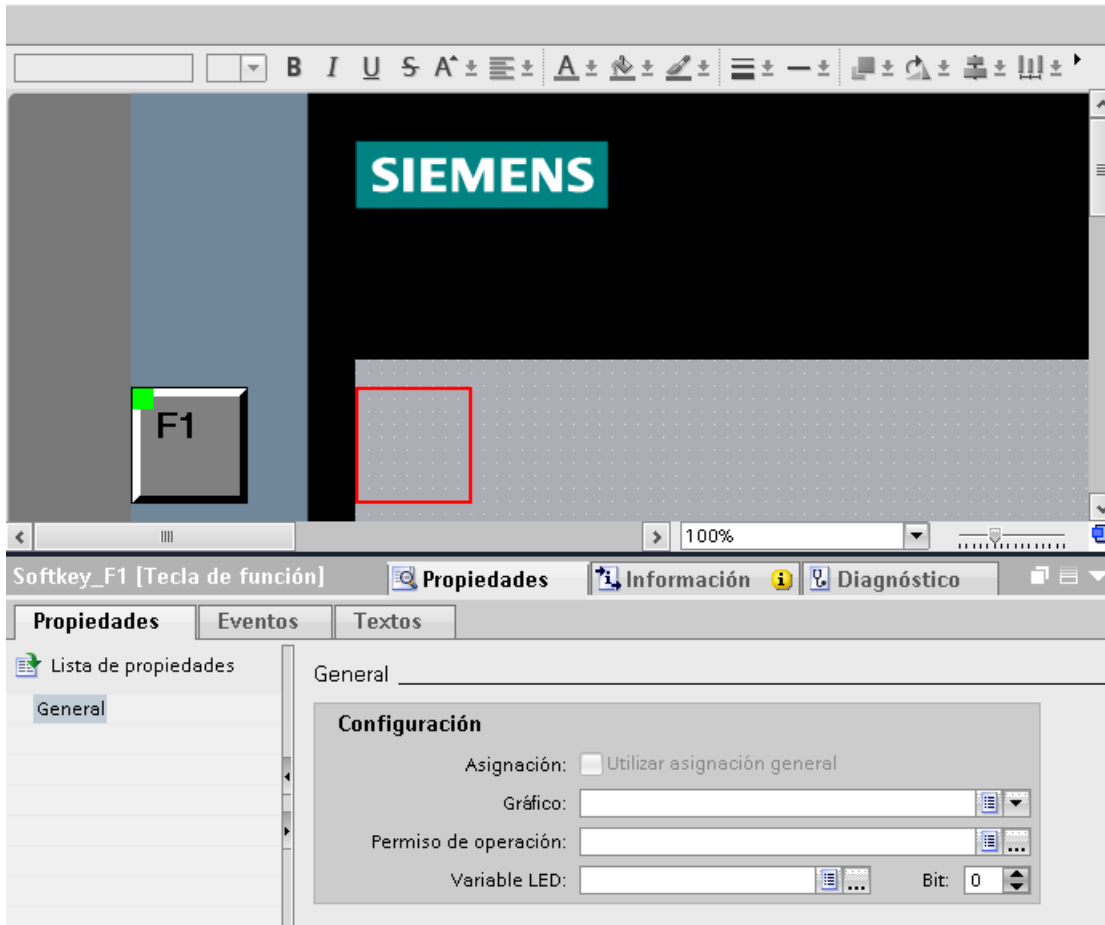 B I U S A A
SIEMENS
F1
100%
Softkey_F1 [Tecla de función] Propiedades Información Diagnóstico
Propiedades Eventos Textos
Lista de propiedades
General
General
Configuración
Asignación: Utilizar asignación general
Gráfico:
Permiso de operación:
Variable LED: Bit: 0